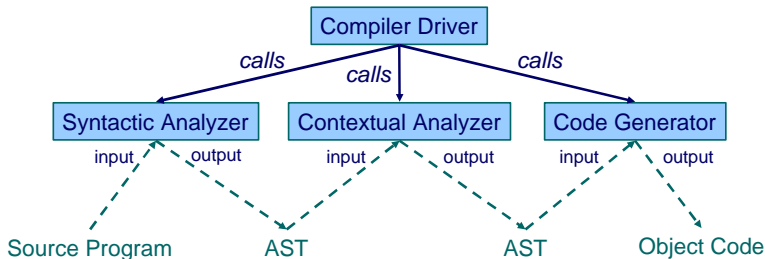 Compiler Driver
calls
calls
calls
Syntactic Analyzer
Contextual Analyzer
Code Generator
input
output
input
output
input
output
Source Program
AST
AST
Object Code